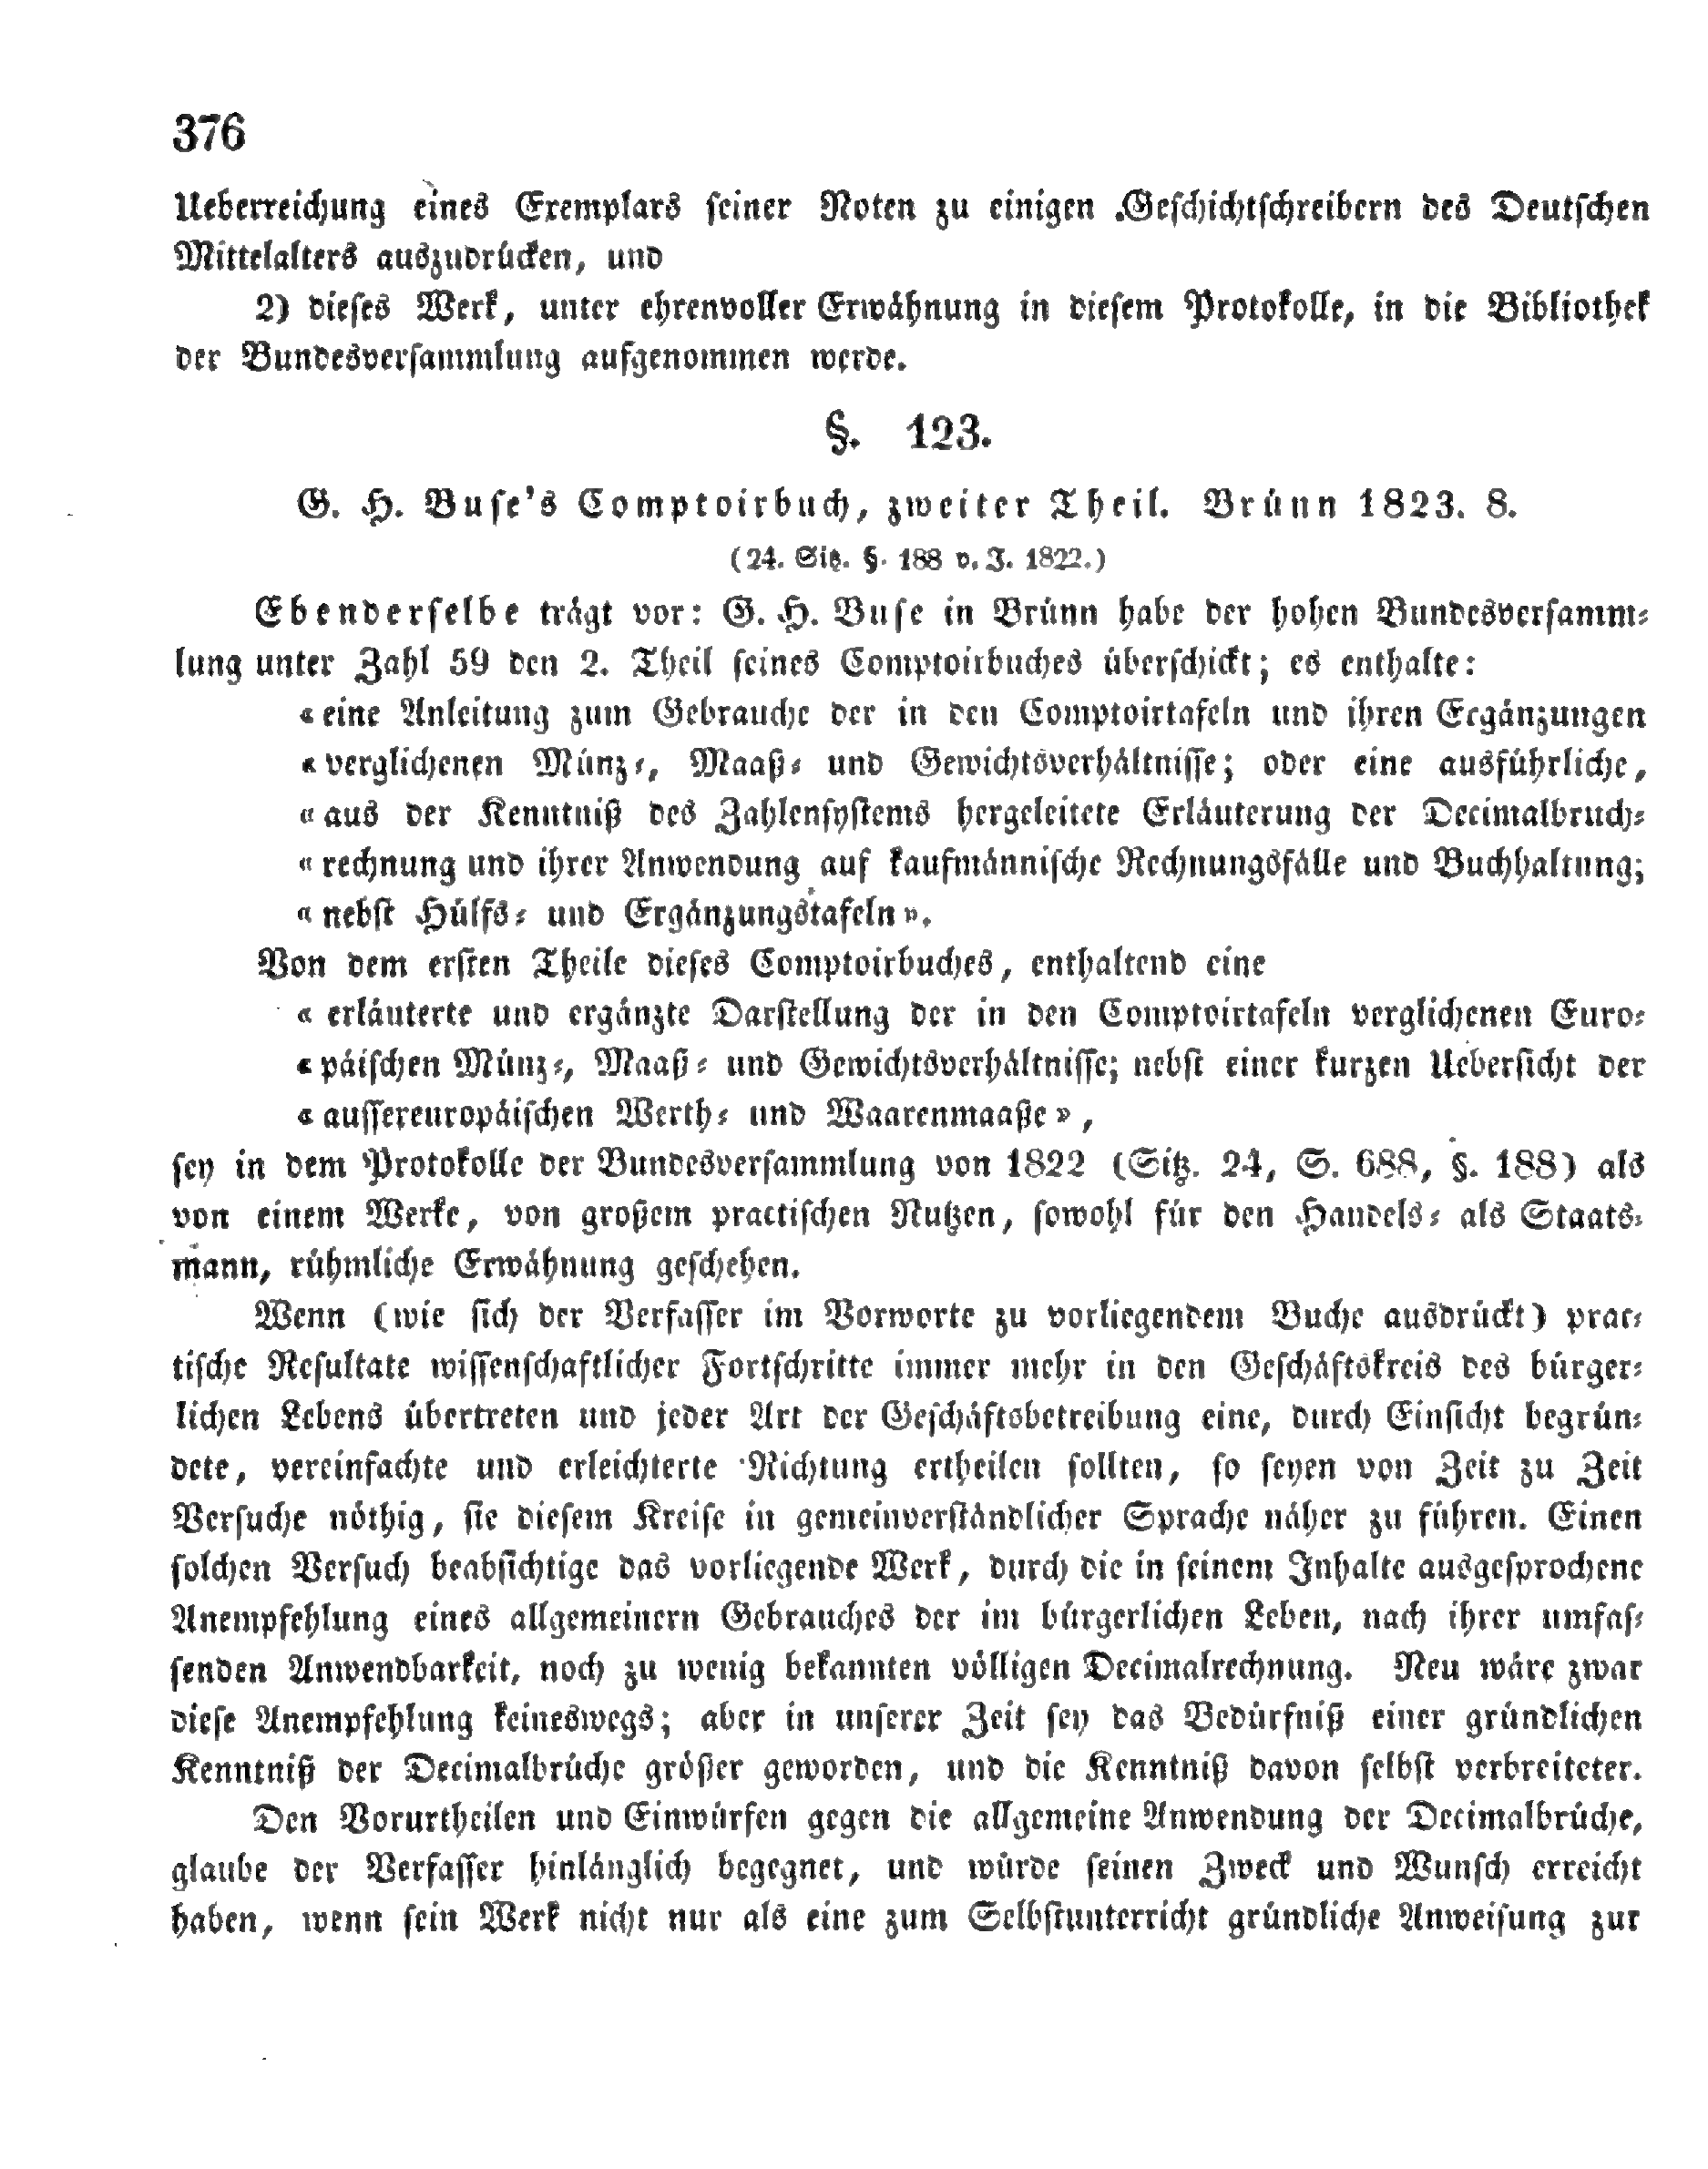 376
Ueberreichung eines Exemplars seiner Noten zu einigen Geschichtschreibern des Deutschen
Mittelalters auszudrücken, und
2) dieses Werk, unter ehrenvoller Erwähnung in diesem Protokolle, in die Bibliothek
der Bundesversammlung aufgenommen werde.
§. 123.
G. H. Buse's Comptoirbuch, zweiter Theil. Brünn 1823. 8.
(24. Sitz. §. 188 v. J. 1822.)
Ebenderselbe trägt vor: G. H. Buse in Brünn habe der hohen Bundesversamm-
lung unter Zahl 59 den 2. Theil seines Comptoirbuches überschickt; es enthalte:
« eine Anleitung zum Gebrauche der in den Comptoirtafeln und ihren Ergänzungen
« verglichenen Münz-, Maaß- und Gewichtsverhältnisse; oder eine ausführliche,
« aus der Kenntniß des Zahlensystems hergeleitete Erläuterung der Decimalbruch-
« rechnung und ihrer Anwendung auf kaufmännische Rechnungsfälle und Buchhaltung;
« nebst Hülfs- und Ergänzungstafeln ».
Von dem ersten Theile dieses Comptoirbuches, enthaltend eine
« erläuterte und ergänzte Darstellung der in den Comptoirtafeln verglichenen Euro-
« päischen Münz-, Maaß- und Gewichtsverhältnisse; nebst einer kurzen Uebersicht der
« aussereuropäischen Werth- und Waarenmaaße »,
sey in dem Protokolle der Bundesversammlung von 1822 (Sitz. 24, S. 688, §. 188) als
von einem Werke, von großem practischen Nutzen, sowohl für den Handels- als Staats-
mann, rühmliche Erwähnung geschehen.
Wenn (wie sich der Verfasser im Vorworte zu vorliegendem Buche ausdrückt) prac-
tische Resultate wissenschaftlicher Fortschritte immer mehr in den Geschäftskreis des bürger-
lichen Lebens übertreten und jeder Art der Geschäftsbetreibung eine, durch Einsicht begrün-
dete, vereinfachte und erleichterte Richtung ertheilen sollten, so seyen von Zeit zu Zeit
Versuche nöthig, sie diesem Kreise in gemeinverständlicher Sprache näher zu führen. Einen
solchen Versuch beabsichtige das vorliegende Werk, durch die in seinem Inhalte ausgesprochene
Anempfehlung eines allgemeinern Gebrauches der im bürgerlichen Leben, nach ihrer umfas-
senden Anwendbarkeit, noch zu wenig bekannten völligen Decimalrechnung. Neu wäre zwar
diese Anempfehlung keineswegs; aber in unserer Zeit sey das Bedürfniß einer gründlichen
Kenntniß der Decimalbrüche größer geworden, und die Kenntniß davon selbst verbreiteter.
Den Vorurtheilen und Einwürfen gegen die allgemeine Anwendung der Decimalbrüche,
glaube der Verfasser hinlänglich begegnet, und würde seinen Zweck und Wunsch erreicht
haben, wenn sein Werk nicht nur als eine zum Selbstunterricht gründliche Anweisung zur